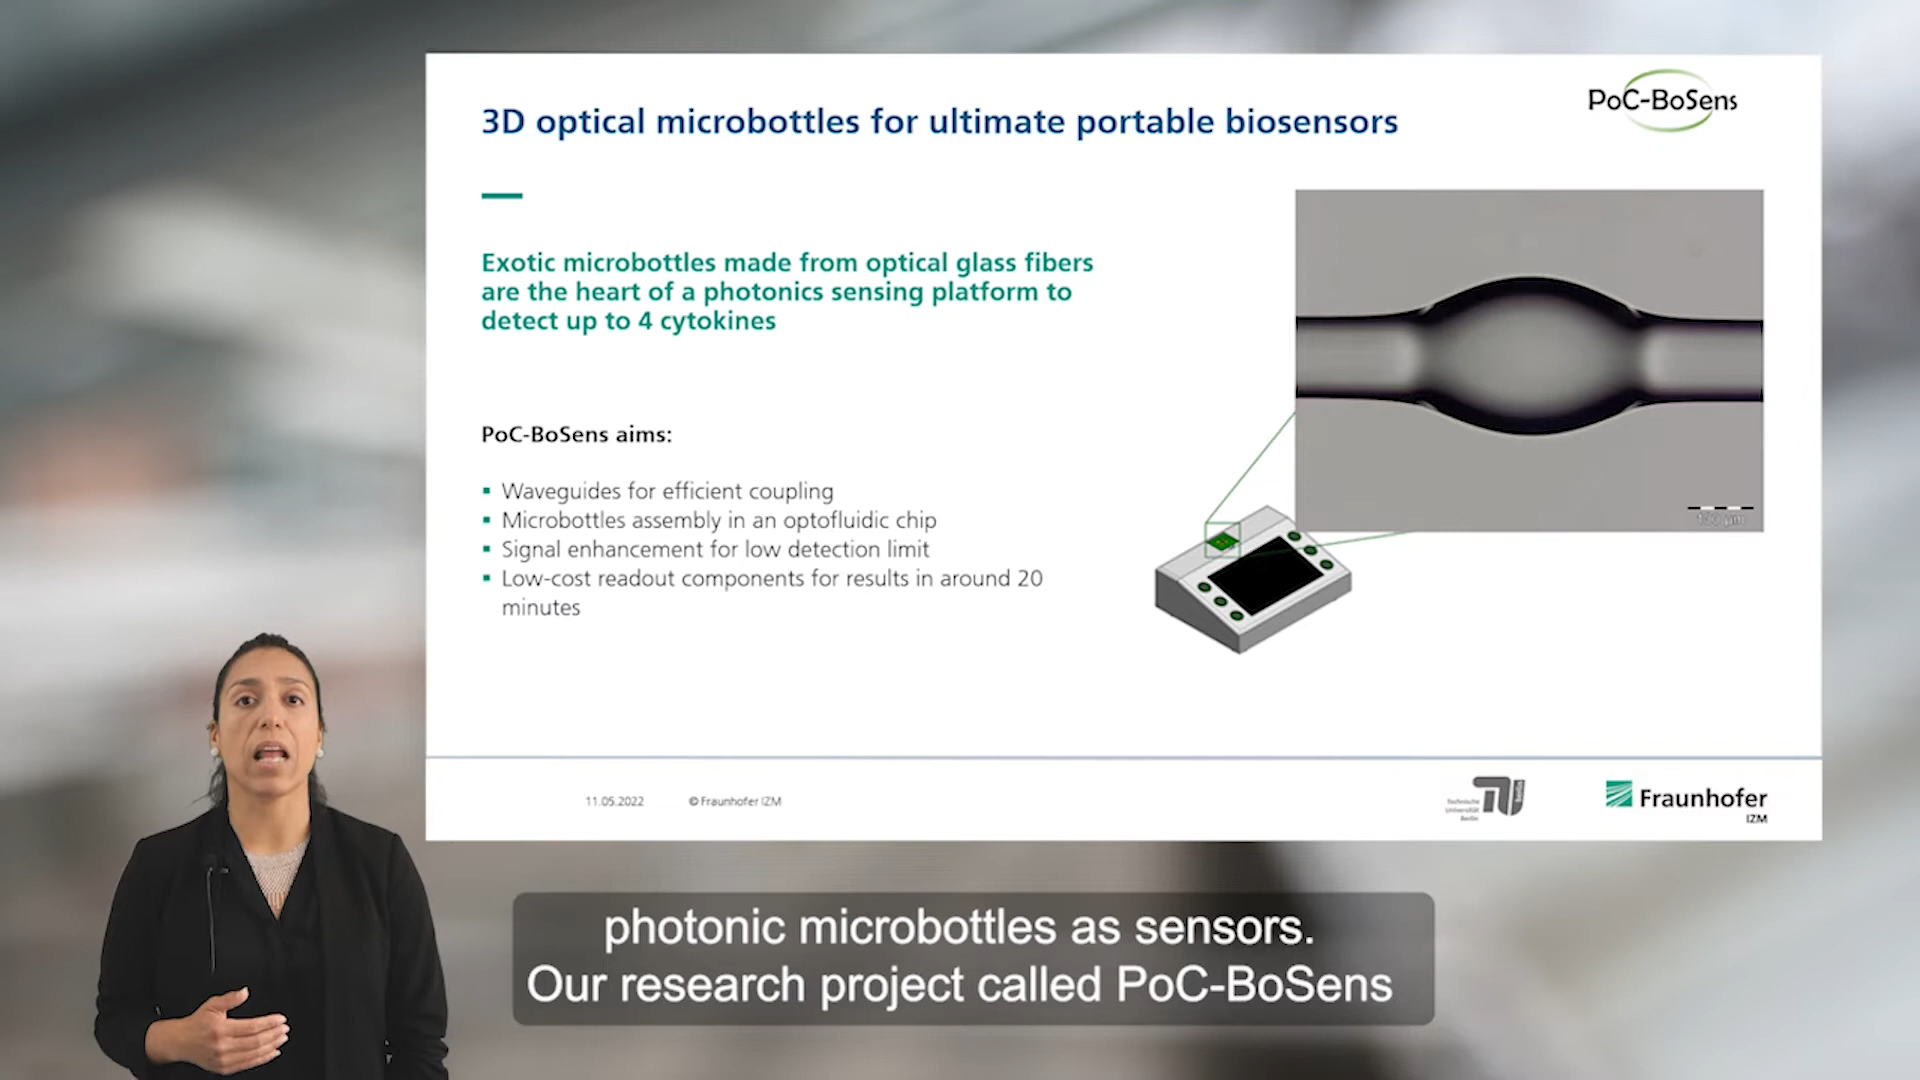 PoC-BoSens
3D optical microbottles for ultimate portable biosensors
Exotic microbottles made from optical glass fibers
are the heart of a photonics sensing platform to
detect up to 4 cytokines
PoC-BoSens aims:
Waveguides for efficient coupling
Microbottles assembly in an optofluidic chip
Signal enhancement for low detection limit
Low-cost readout components for results in around 20
minutes
100 µm
11.05.2022
© Fraunhofer IZM
Technische
Universität
Berlin
TU
Berlin
Fraunhofer
IZM
photonic microbottles as sensors.
Our research project called PoC-BoSens